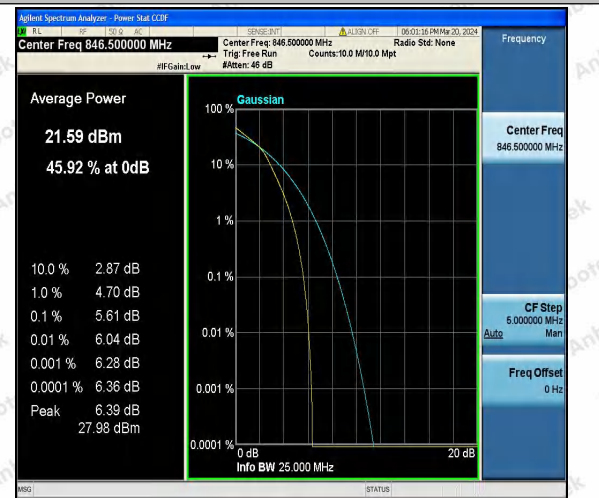 Agilent Spectrum Analyzer - Power Stat CCDF
RL RF 50 Ω AC SENSE:INT ALIGN OFF 06:01:16 PM Mar 20, 2024
Center Freq 846.500000 MHz
Center Freq: 846.500000 MHz Radio Std: None
Trig: Free Run Counts:10.0 M/10.0 Mpt
#IFGain:Low #Atten: 46 dB
Frequency
Average Power
21.59 dBm
45.92 % at 0dB
10.0 % 2.87 dB
1.0 % 4.70 dB
0.1 % 5.61 dB
0.01 % 6.04 dB
0.001 % 6.28 dB
0.0001 % 6.36 dB
Peak 6.39 dB
27.98 dBm
Gaussian
100 %
10 %
1 %
0.1 %
0.01 %
0.001 %
0.0001 %
0 dB 20 dB
Info BW 25.000 MHz
Center Freq
846.500000 MHz
CF Step
5.000000 MHz
Auto Man
Freq Offset
0 Hz
MSG STATUS